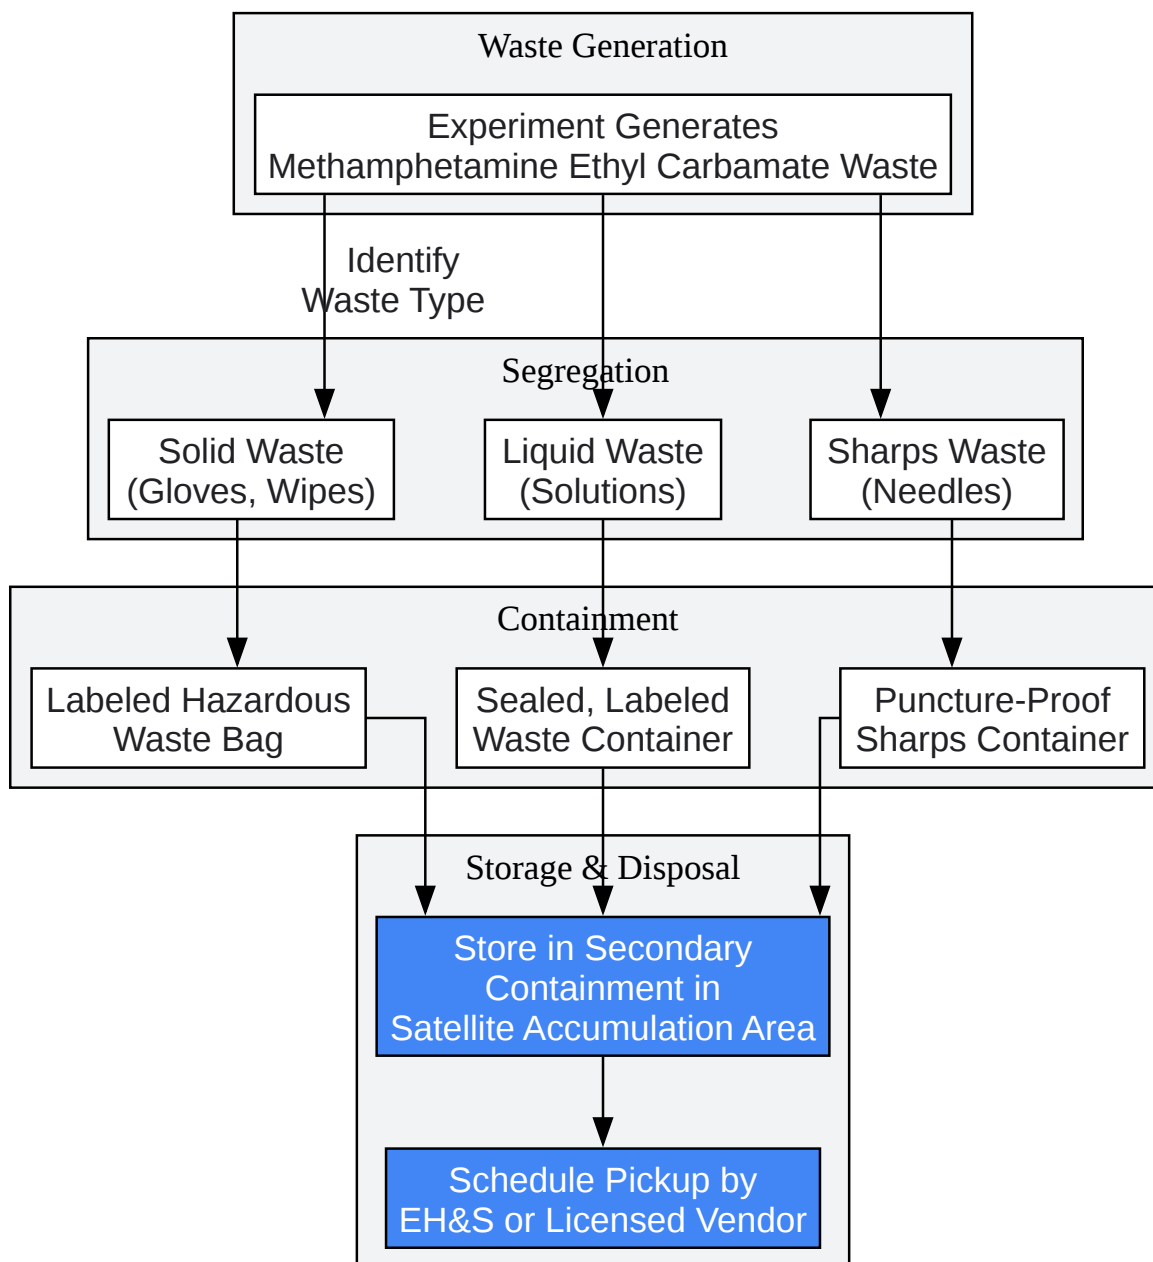 Waste Generation
Experiment Generates
Methamphetamine Ethyl Carbamate Waste
Identify
Waste Type
Segregation
Solid Waste
(Gloves, Wipes)
Liquid Waste
(Solutions)
Sharps Waste
(Needles)
Containment
Labeled Hazardous
Waste Bag
Sealed, Labeled
Waste Container
Puncture-Proof
Sharps Container
Storage & Disposal
Store in Secondary
Containment in
Satellite Accumulation Area
Schedule Pickup by
EH&S or Licensed Vendor